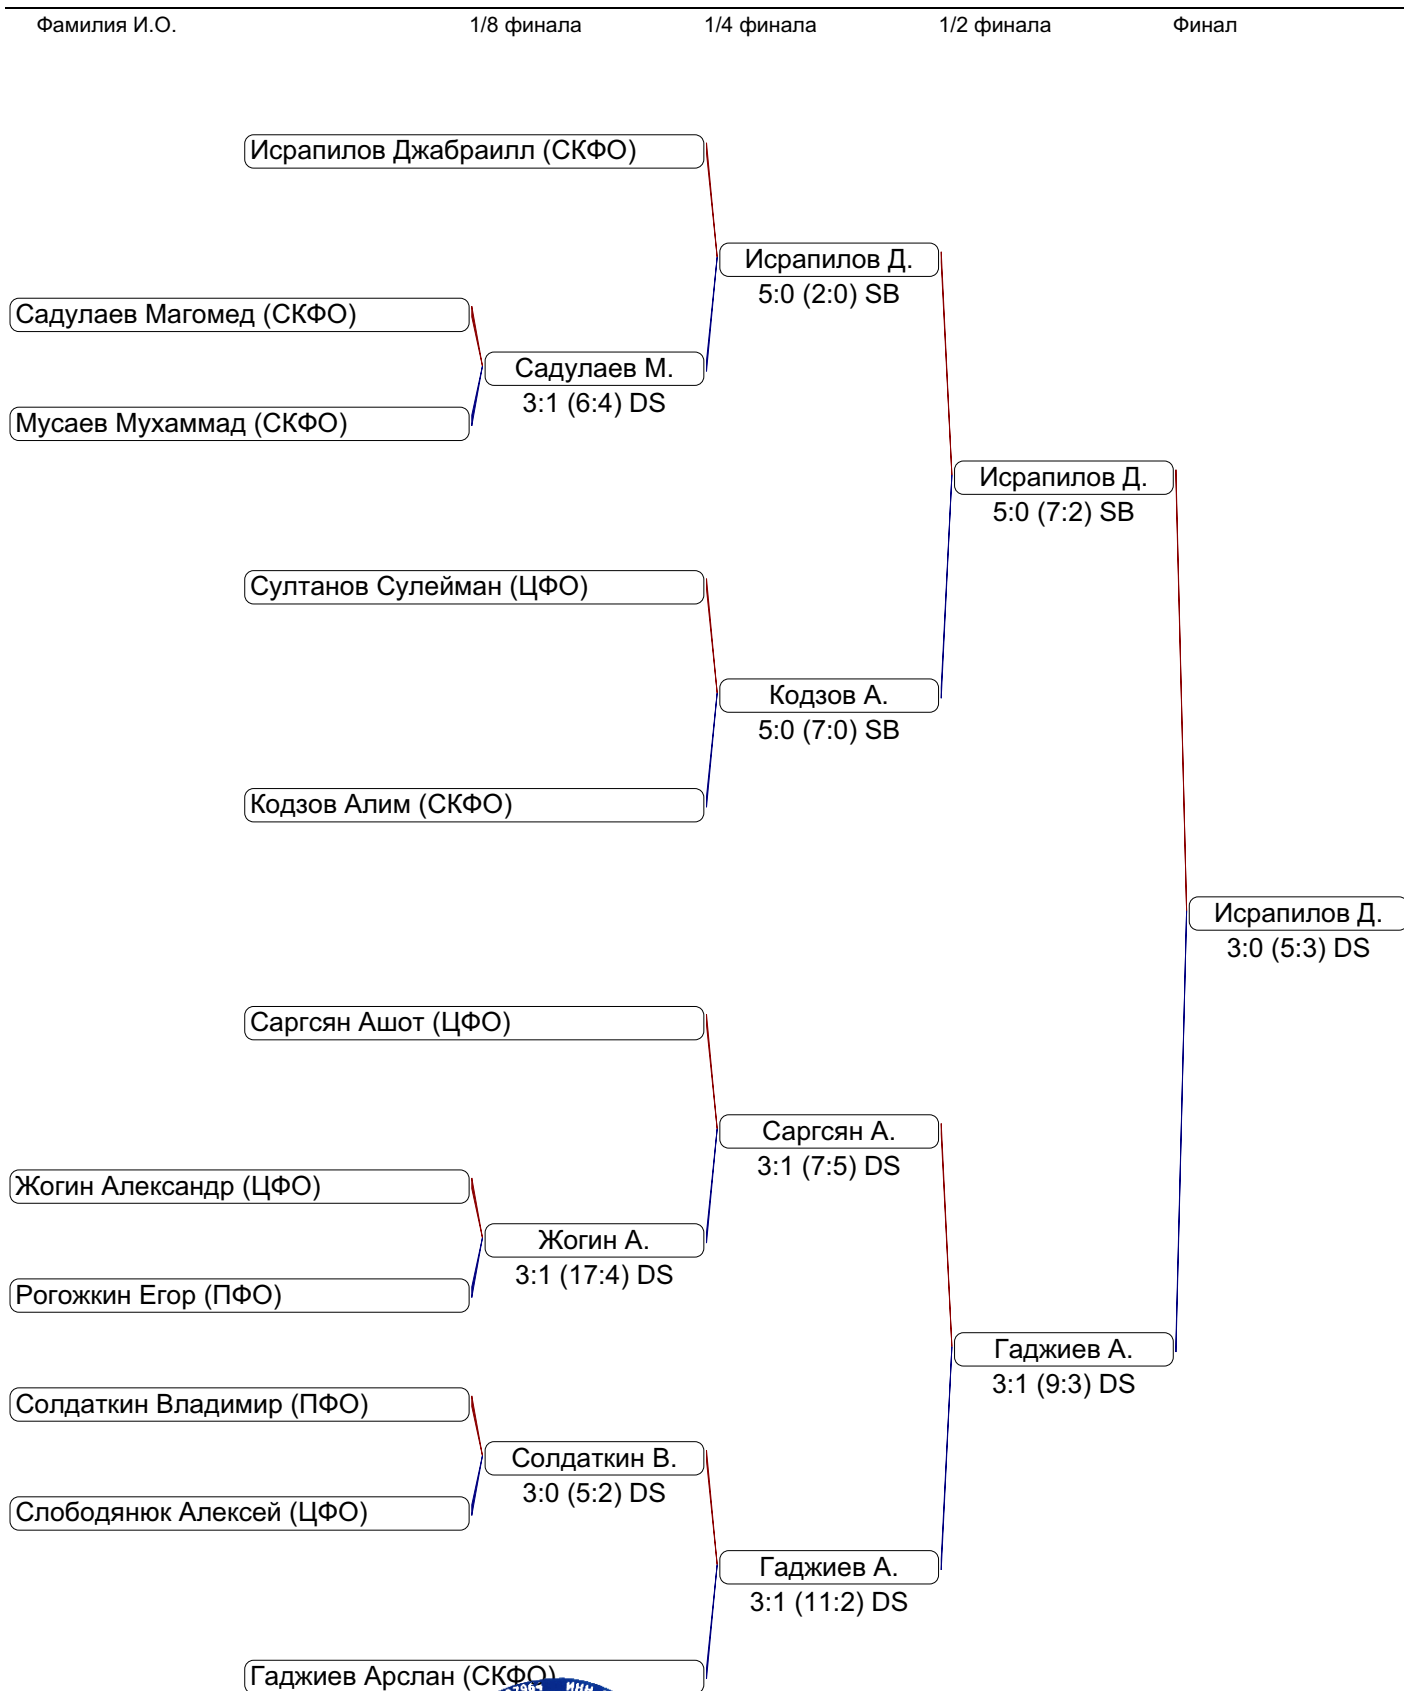 Фамилия И.О. 1/8 финала 1/4 финала 1/2 финала Финал
Исрапилов Джабраилл (СКФО)
Исрапилов Д.
5:0 (2:0) SB
Садулаев Магомед (СКФО)
Садулаев М.
3:1 (6:4) DS
Мусаев Мухаммад (СКФО)
Исрапилов Д.
5:0 (7:2) SB
Султанов Сулейман (ЦФО)
Кодзов А.
5:0 (7:0) SB
Кодзов Алим (СКФО)
Исрапилов Д.
3:0 (5:3) DS
Саргсян Ашот (ЦФО)
Саргсян А.
3:1 (7:5) DS
Жогин Александр (ЦФО)
Жогин А.
3:1 (17:4) DS
Рогожкин Егор (ПФО)
Гаджиев А.
3:1 (9:3) DS
Солдаткин Владимир (ПФО)
Солдаткин В.
3:0 (5:2) DS
Слободянюк Алексей (ЦФО)
Гаджиев А.
3:1 (11:2) DS
Гаджиев Арслан (СКФО)
ИНН